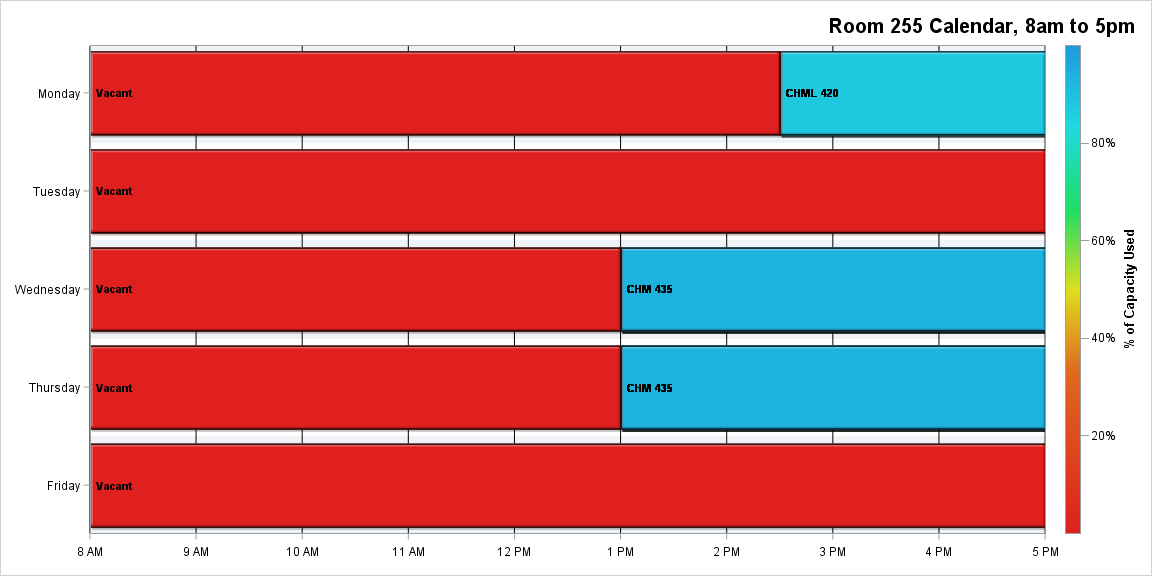 Room 255 Calendar, 8am to 5pm
Monday
Vacant
CHML 420
Tuesday
Vacant
Wednesday
Vacant
CHM 435
Thursday
Vacant
CHM 435
Friday
Vacant
8 AM 9 AM 10 AM 11 AM 12 PM 1 PM 2 PM 3 PM 4 PM 5 PM
80%
60%
40%
20%
% of Capacity Used